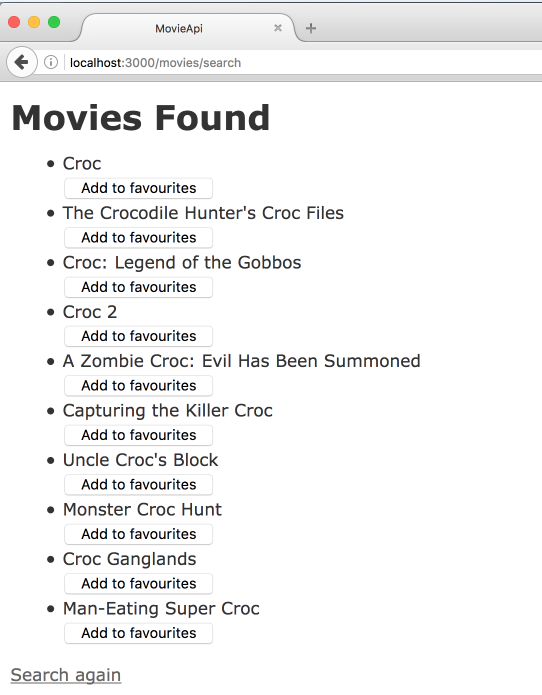 MovieApi
localhost:3000/movies/search
Movies Found
Croc
Add to favourites
The Crocodile Hunter's Croc Files
Add to favourites
Croc: Legend of the Gobbos
Add to favourites
Croc 2
Add to favourites
A Zombie Croc: Evil Has Been Summoned
Add to favourites
Capturing the Killer Croc
Add to favourites
Uncle Croc's Block
Add to favourites
Monster Croc Hunt
Add to favourites
Croc Ganglands
Add to favourites
Man-Eating Super Croc
Add to favourites
Search again